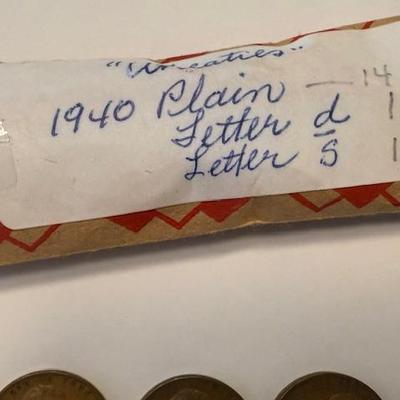 1940 Plain — 14
Letter d 1
Letter S 1